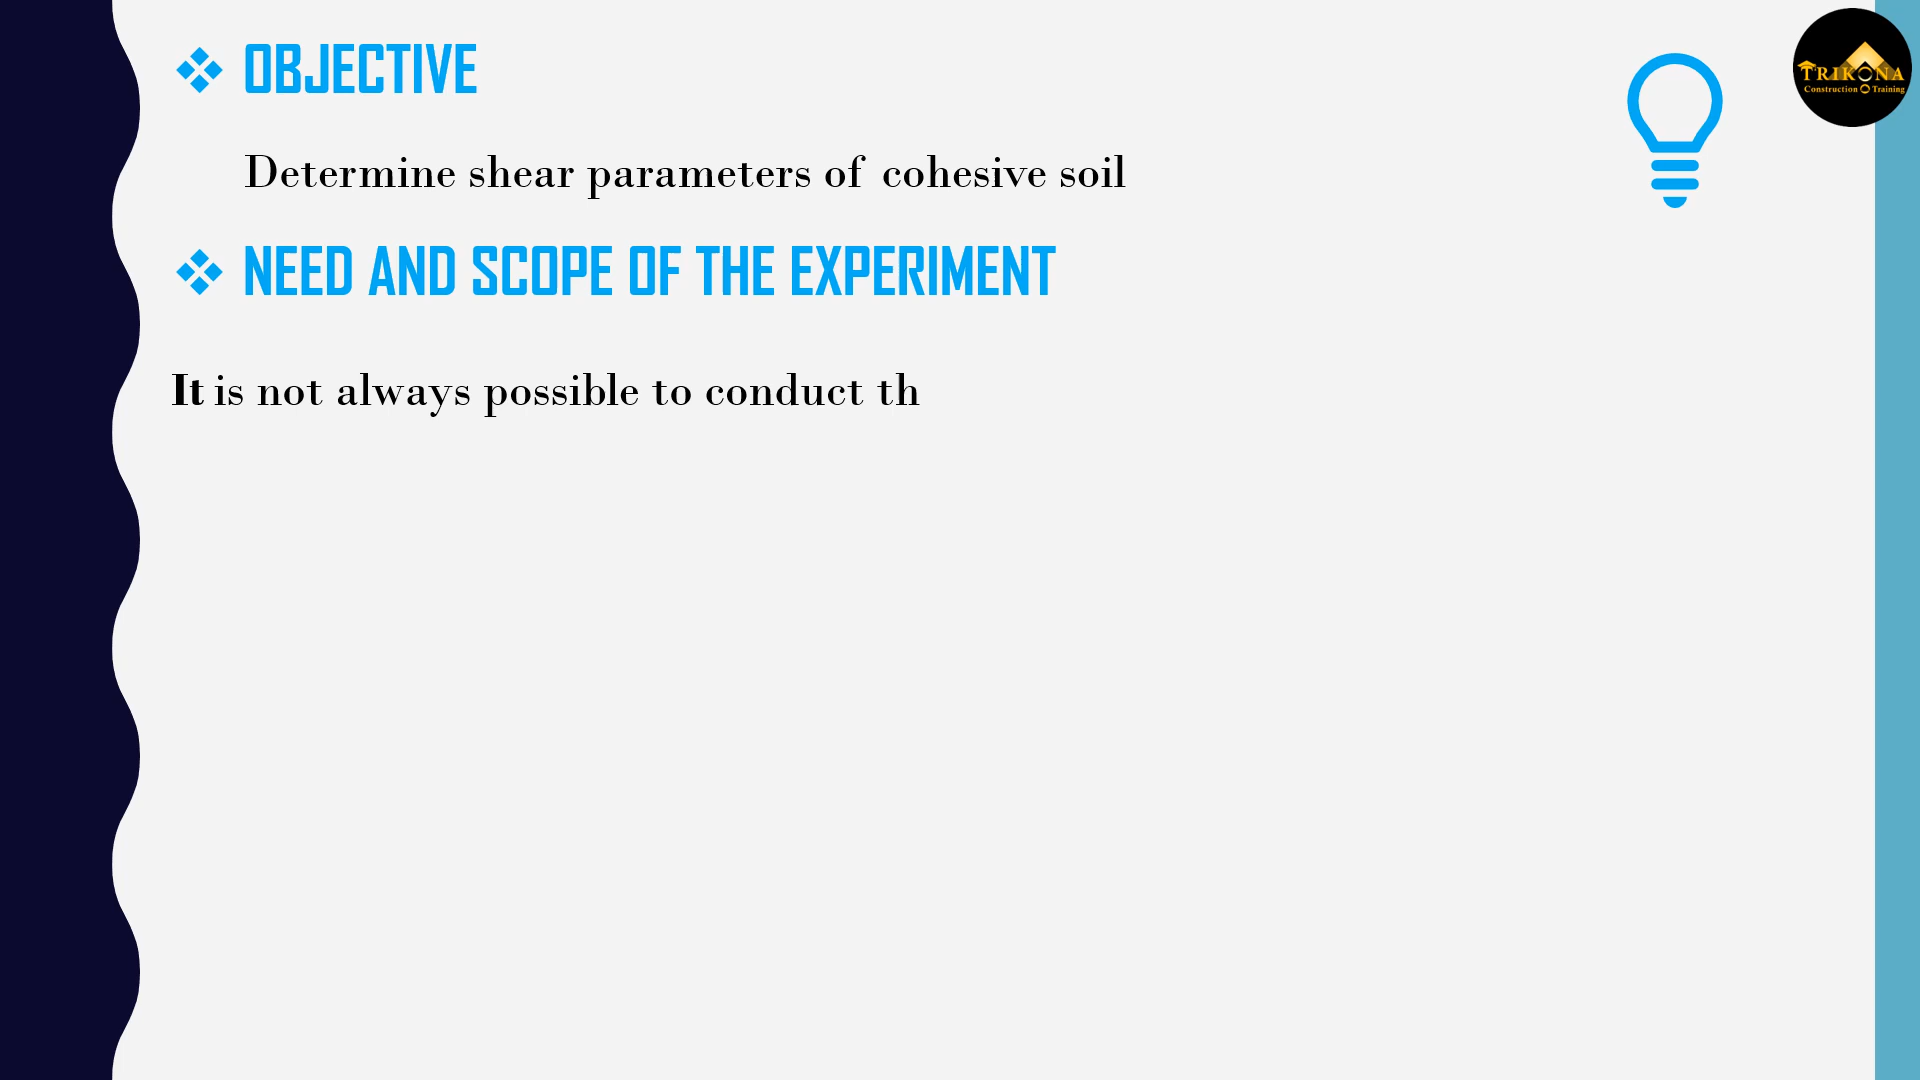 OBJECTIVE
TRIKONA
Construction Training
Determine shear parameters of cohesive soil
NEED AND SCOPE OF THE EXPERIMENT
It is not always possible to conduct th